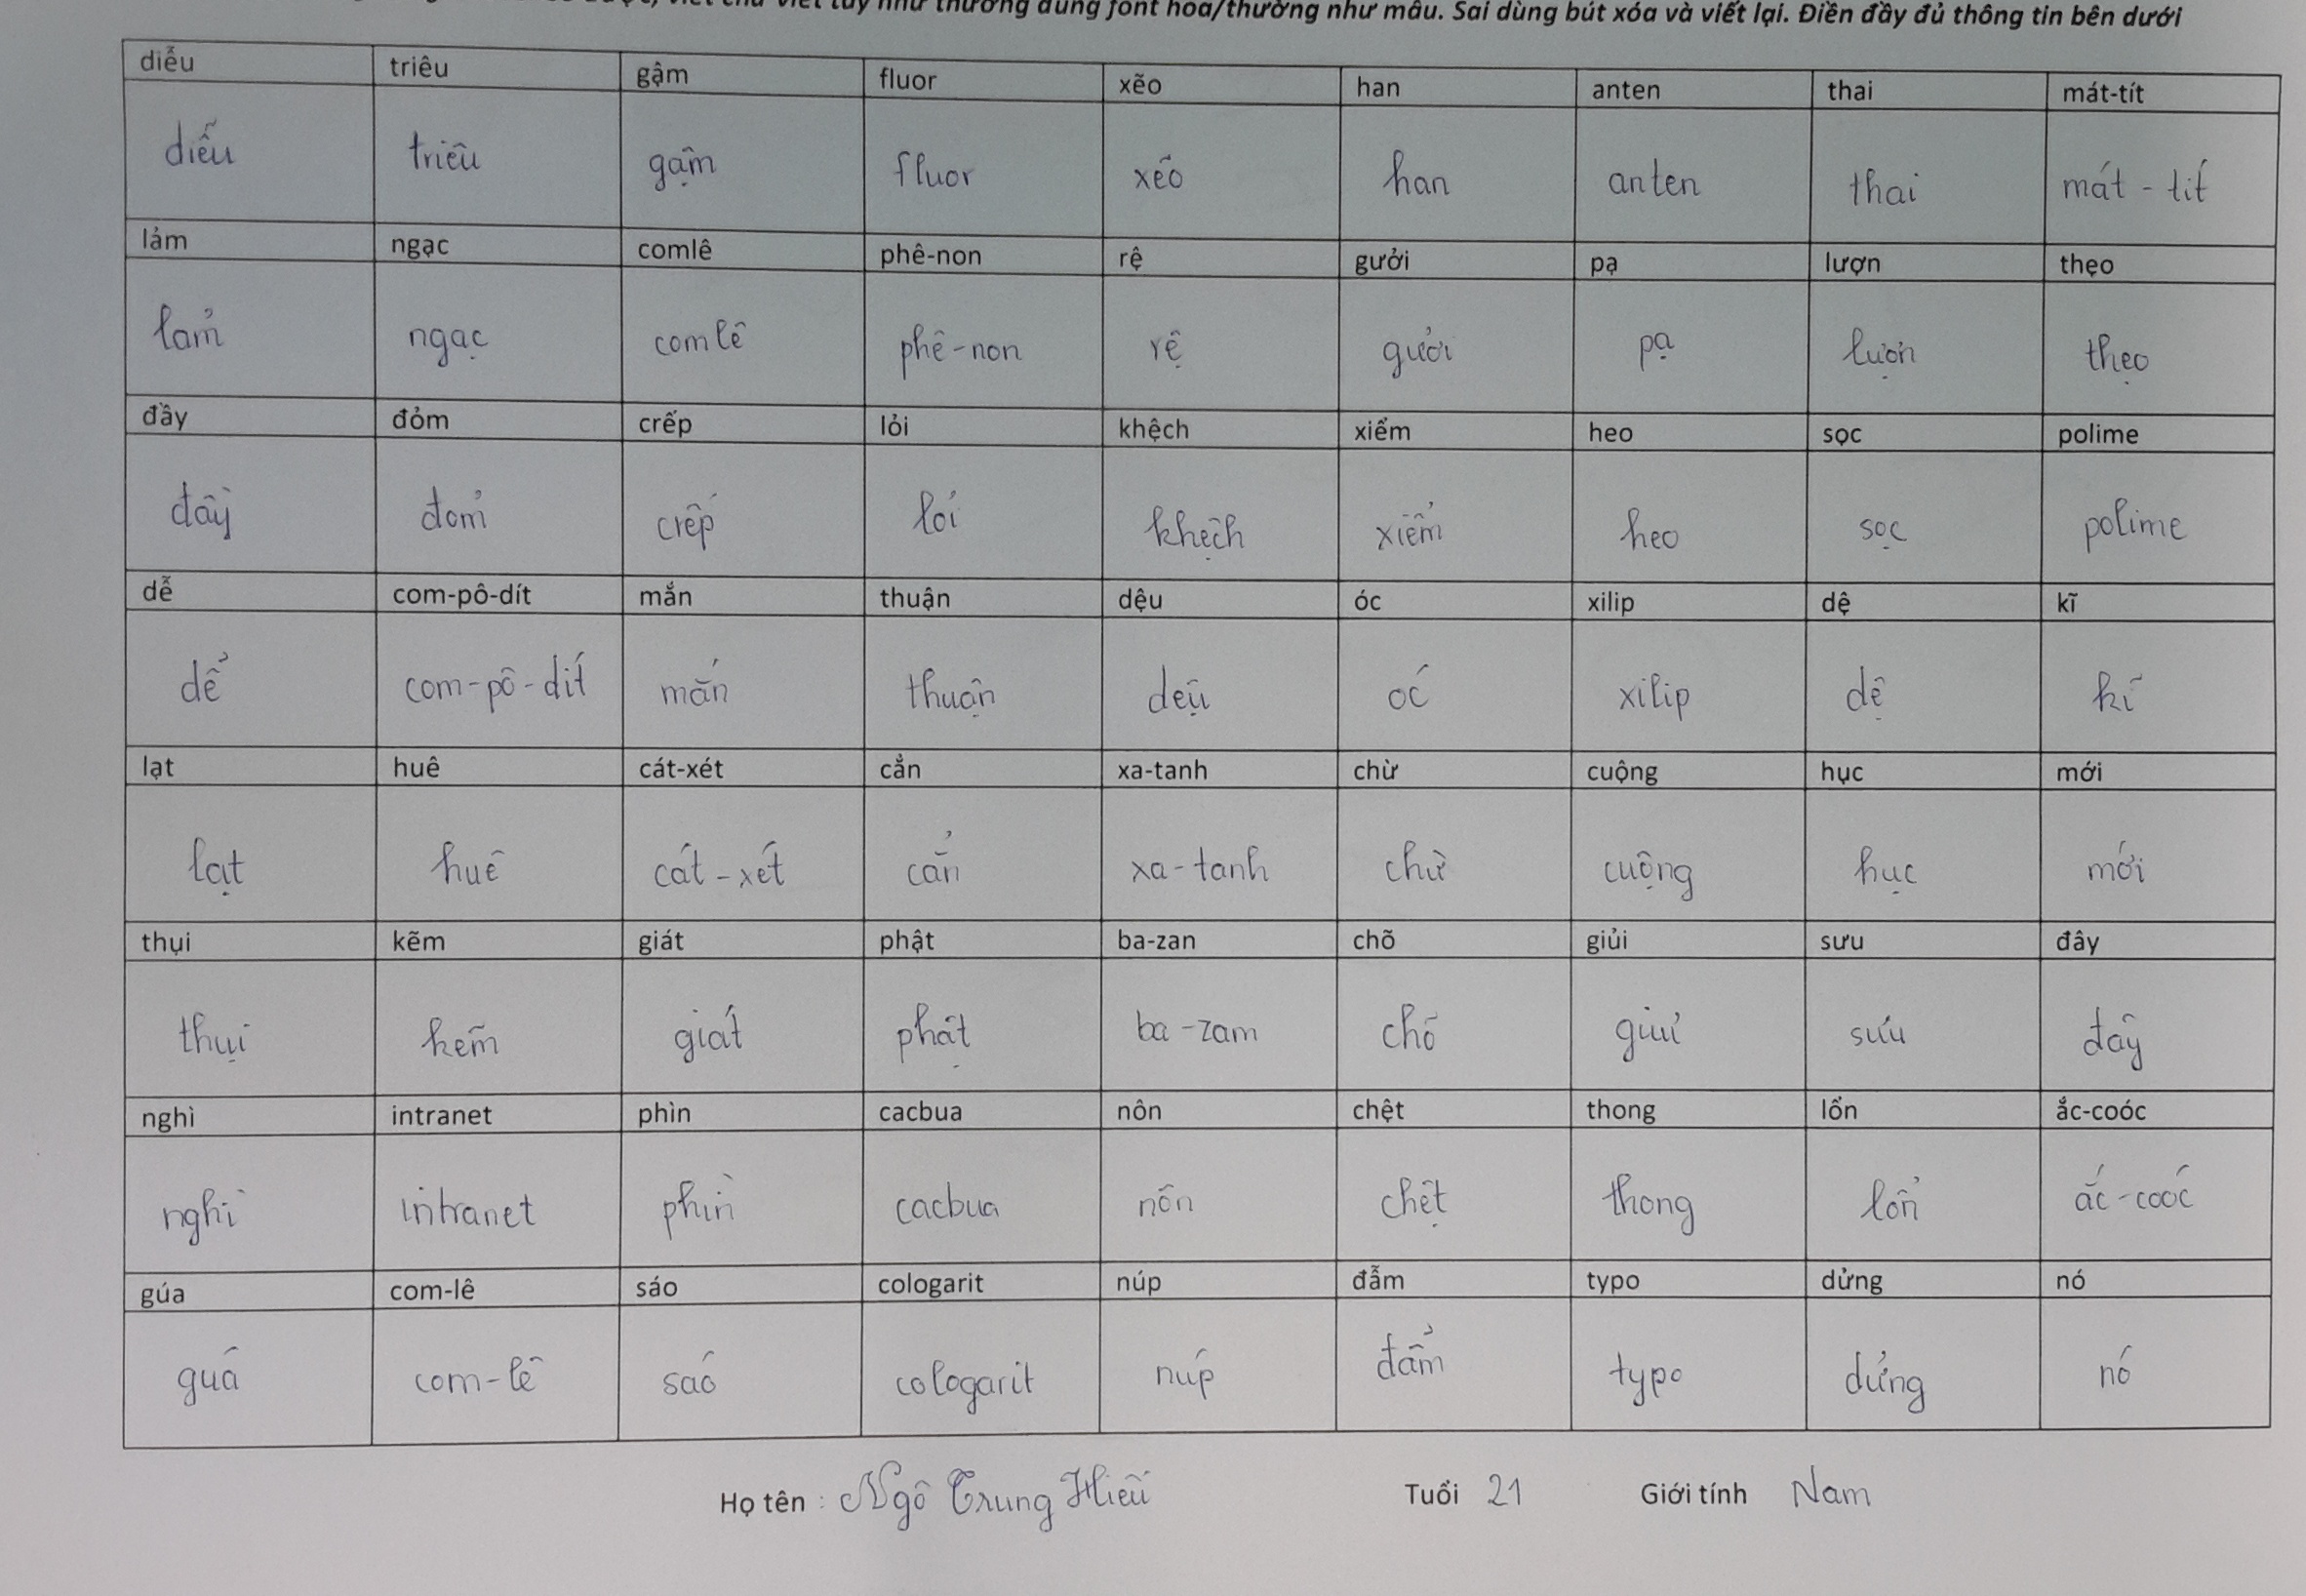 viết chữ viết tay như thường dùng font hoa/thường như mẫu. Sai dùng bút xóa và viết lại. Điền đầy đủ thông tin bên dưới
diễu triêu gậm fluor xẽo han anten thai mát-tít
diễu triêu gậm fluor xẽo han anten thai mát - tít
lảm ngạc comlê phê-non rệ gưởi pạ lượn thẹo
lảm ngạc comlê phê-non rệ gưởi pạ lượn thẹo
đầy đỏm crếp lỏi khệch xiểm heo sọc polime
đầy đỏm crếp lỏi khệch xiểm heo sọc polime
dễ com-pô-dít mắn thuận dệu óc xilip dệ kĩ
dể com-pô-dít mắn thuận dệu óc xilip dệ kĩ
lạt huê cát-xét cẳn xa-tanh chừ cuộng hục mới
lạt huê cát-xét cẳn xa-tanh chừ cuộng hục mới
thụi kẽm giát phật ba-zan chõ giủi sưu đây
thụi kẽm giát phật ba-zam chõ giủi sưu đây
nghì intranet phìn cacbua nôn chệt thong lổn ắc-coóc
nghì intranet phìn cacbua nôn chệt thong lổn ắc-coóc
gúa com-lê sáo cologarit núp đẫm typo dửng nó
guá com-lê sáo cologarit núp đẩm typo dửng nó
Họ tên : Ngô Trung Hiếu Tuổi 21 Giới tính Nam